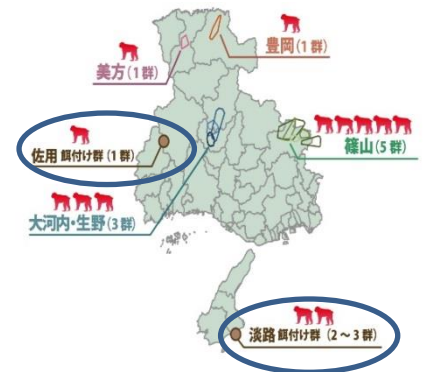 豊岡(1群)
美方(1群)
篠山(5群)
佐用 餌付け群(1群)
大河内・生野(3群)
淡路 餌付け群(2～3群)